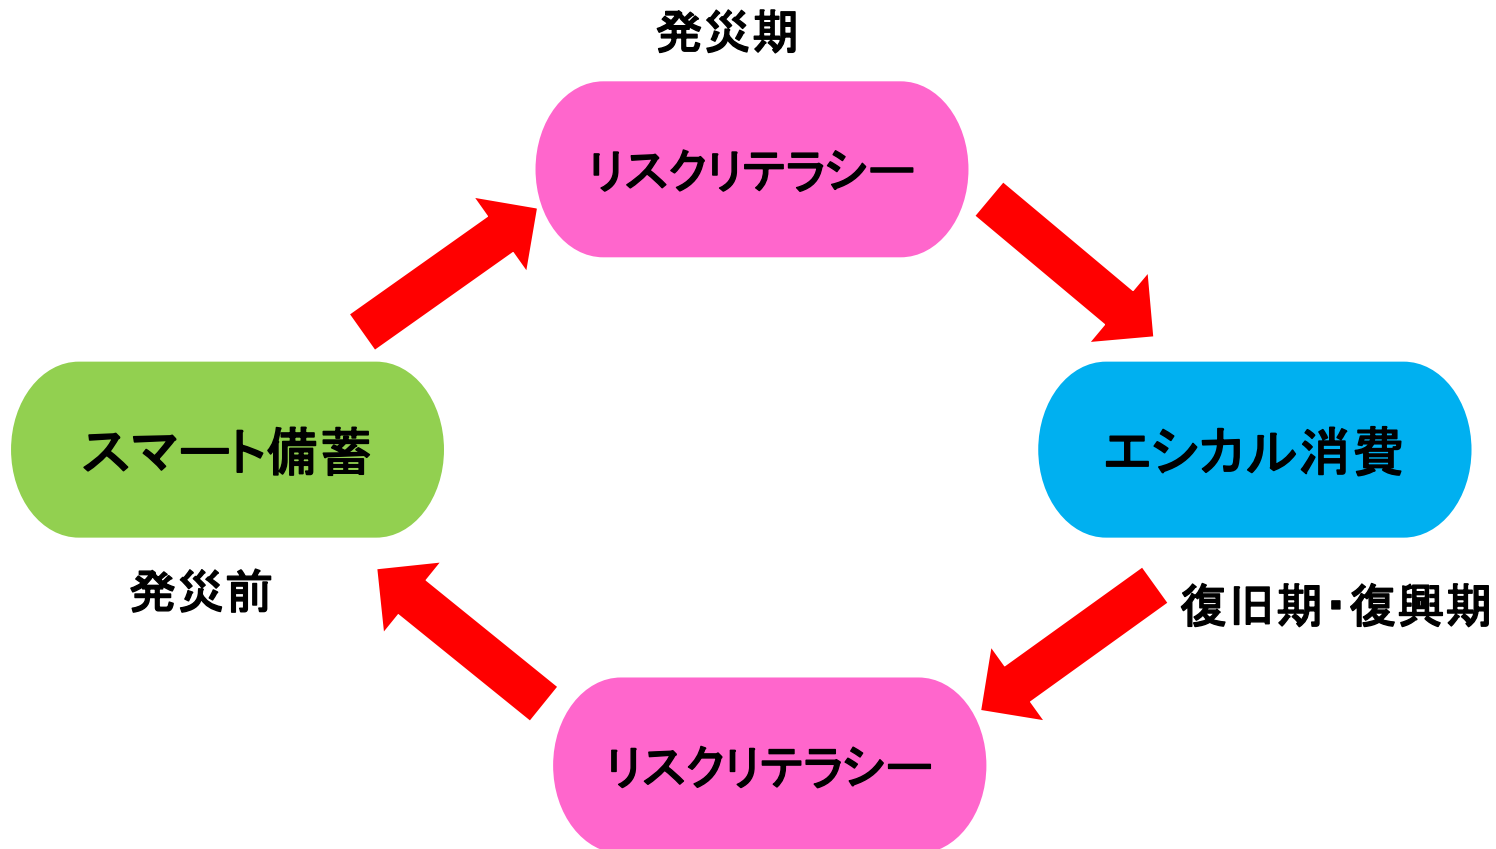 発災期
リスクリテラシー
スマート備蓄
エシカル消費
発災前
復旧期・復興期
リスクリテラシー